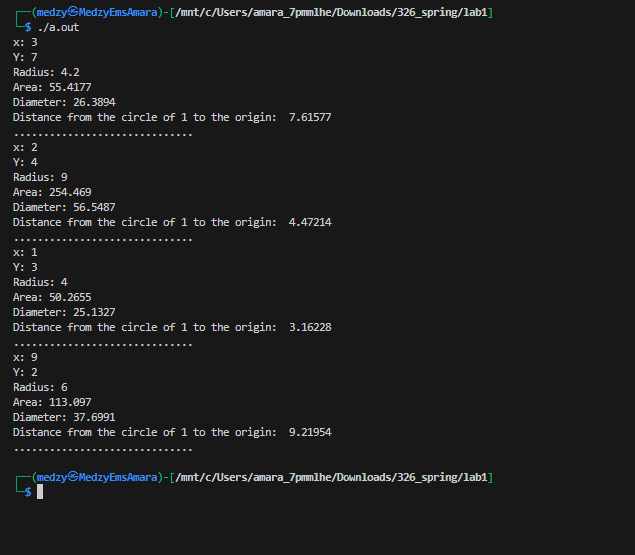 ┌──(medzy㉿MedzyEmsAmara)-[/mnt/c/Users/amara_7pmmlhe/Downloads/326_spring/lab1]
└─$ ./a.out
x: 3
Y: 7
Radius: 4.2
Area: 55.4177
Diameter: 26.3894
Distance from the circle of 1 to the origin:  7.61577
..............................
x: 2
Y: 4
Radius: 9
Area: 254.469
Diameter: 56.5487
Distance from the circle of 1 to the origin:  4.47214
..............................
x: 1
Y: 3
Radius: 4
Area: 50.2655
Diameter: 25.1327
Distance from the circle of 1 to the origin:  3.16228
..............................
x: 9
Y: 2
Radius: 6
Area: 113.097
Diameter: 37.6991
Distance from the circle of 1 to the origin:  9.21954
..............................
┌──(medzy㉿MedzyEmsAmara)-[/mnt/c/Users/amara_7pmmlhe/Downloads/326_spring/lab1]
└─$